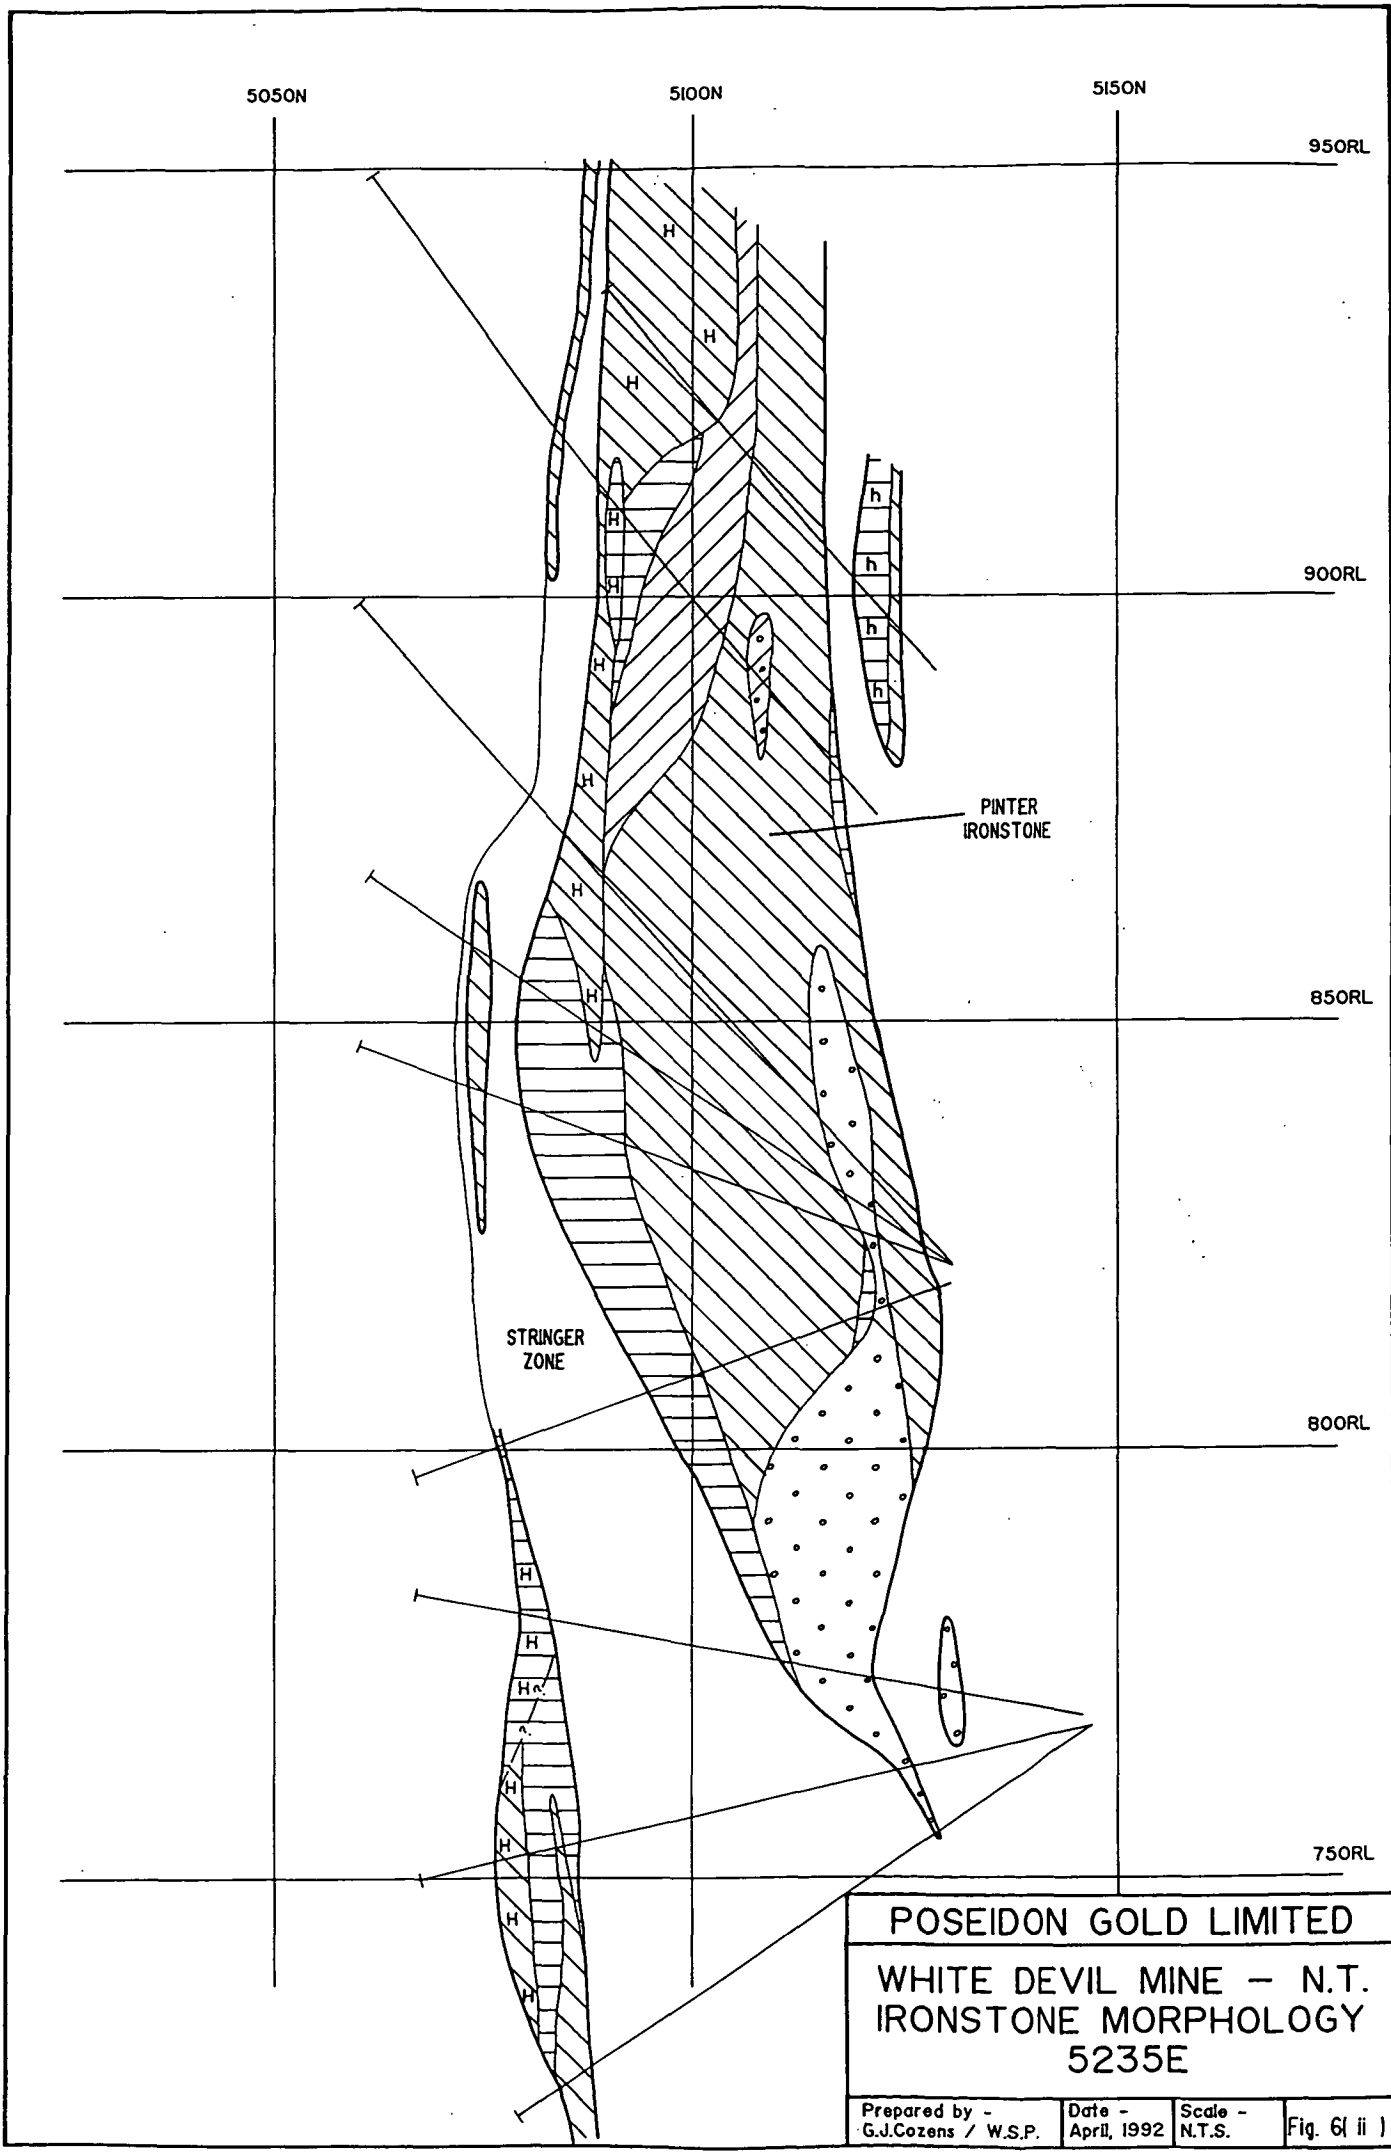 5050N 5100N 5150N
950RL
H
H
H
h
H
h
900RL
H
h
H
h
H
PINTER
IRONSTONE
H
H
850RL
STRINGER
ZONE
800RL
H
H
H
H
H
750RL
H
H
POSEIDON GOLD LIMITED
WHITE DEVIL MINE – N.T.
IRONSTONE MORPHOLOGY
5235E
Prepared by -
G.J.Cozens / W.S.P.
Date -
April, 1992
Scale -
N.T.S.
Fig. 6( ii )